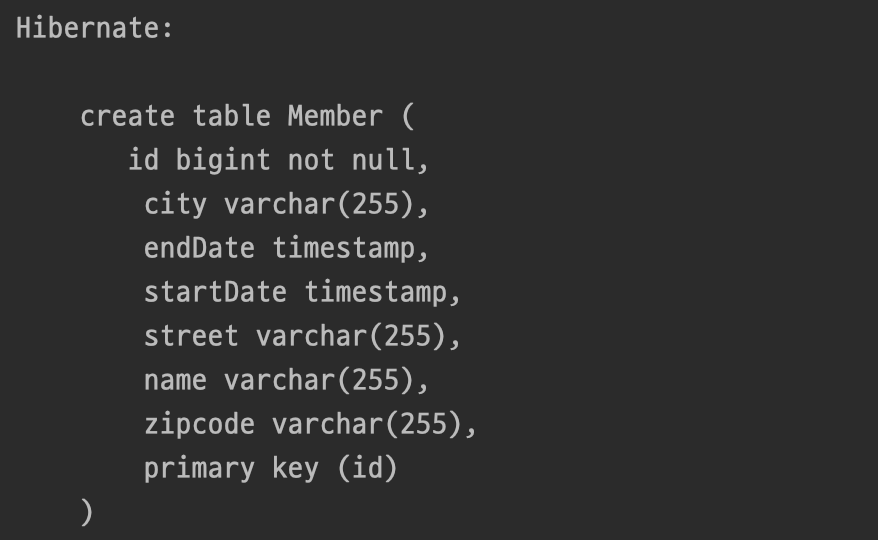 Hibernate:
create table Member (
id bigint not null,
city varchar(255),
endDate timestamp,
startDate timestamp,
street varchar(255),
name varchar(255),
zipcode varchar(255),
primary key (id)
)